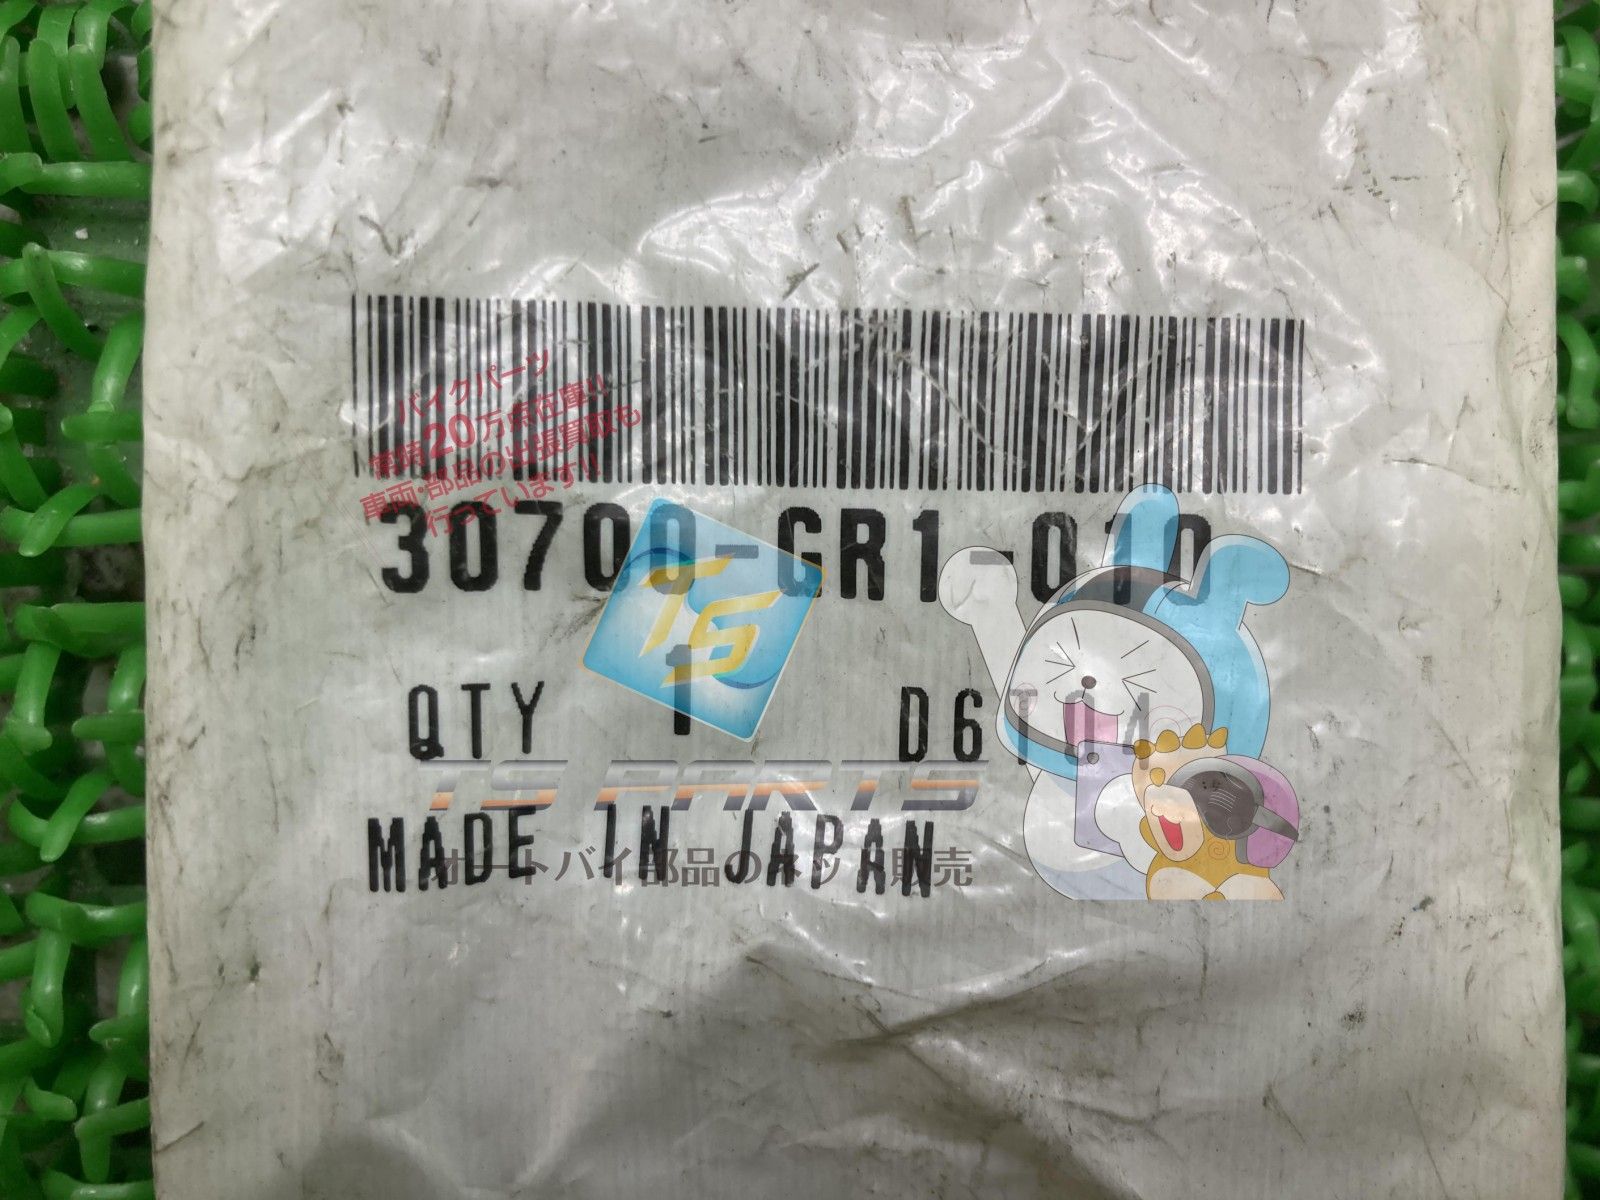 バイクパーツ
常時20万点在庫!!
車両・部品の出張買取も
行っています!!
30700-GR1-010
TS
QTY 1 D6T04
TS PARTS
MADE IN JAPAN
オートバイ部品のネット販売